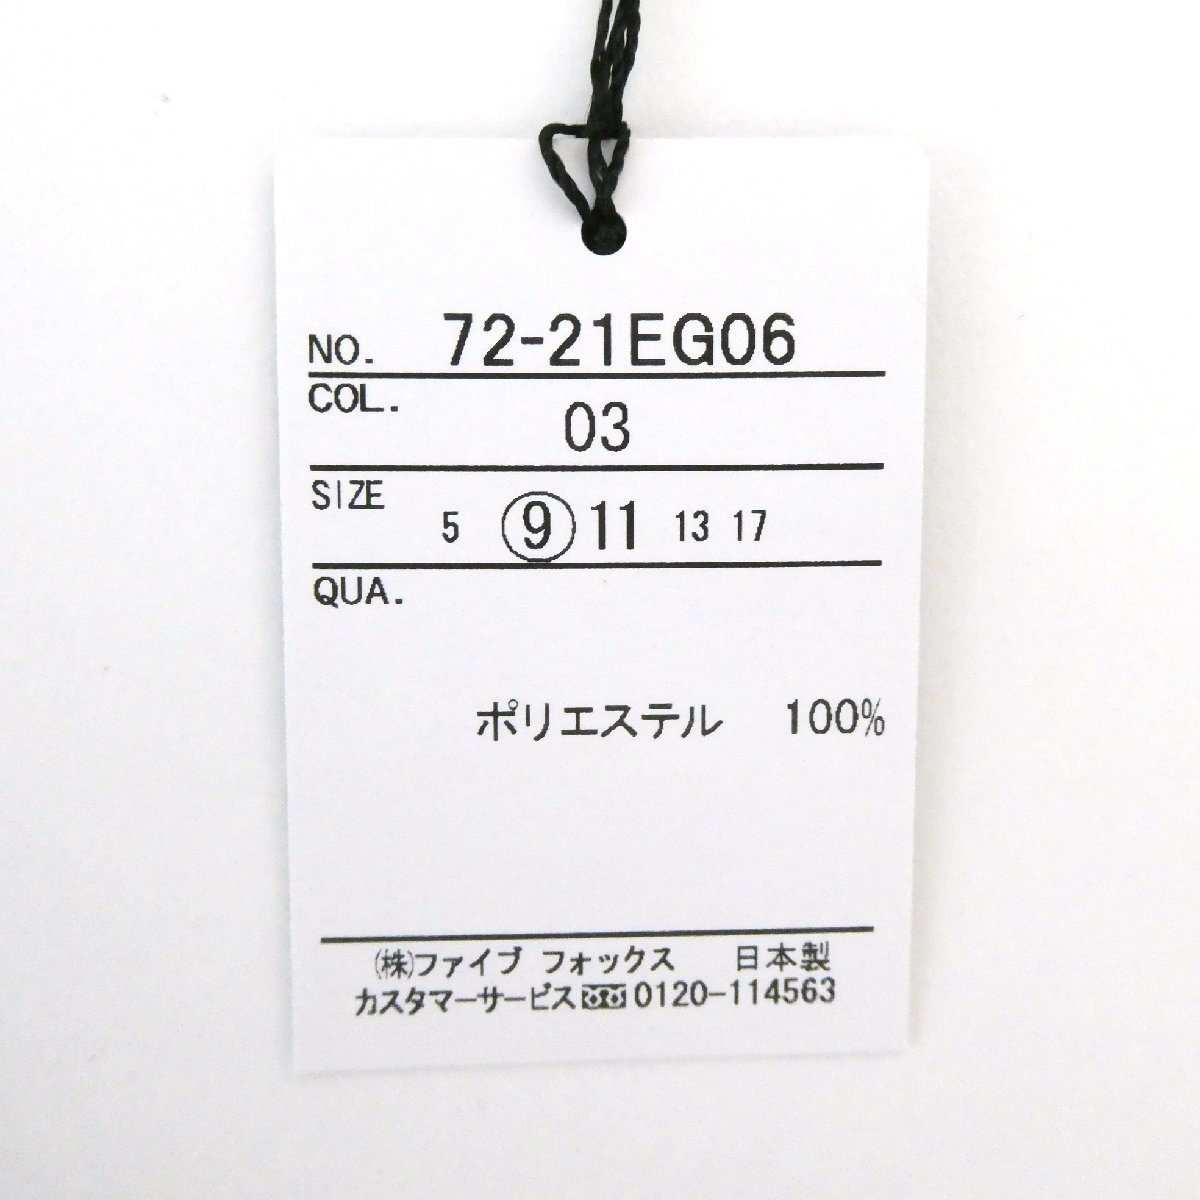 NO. 72-21EG06
COL.
03
SIZE
5 9 11 13 17
QUA.
ポリエステル 100%
(株)ファイブ フォックス 日本製
カスタマーサービス 0120-114563